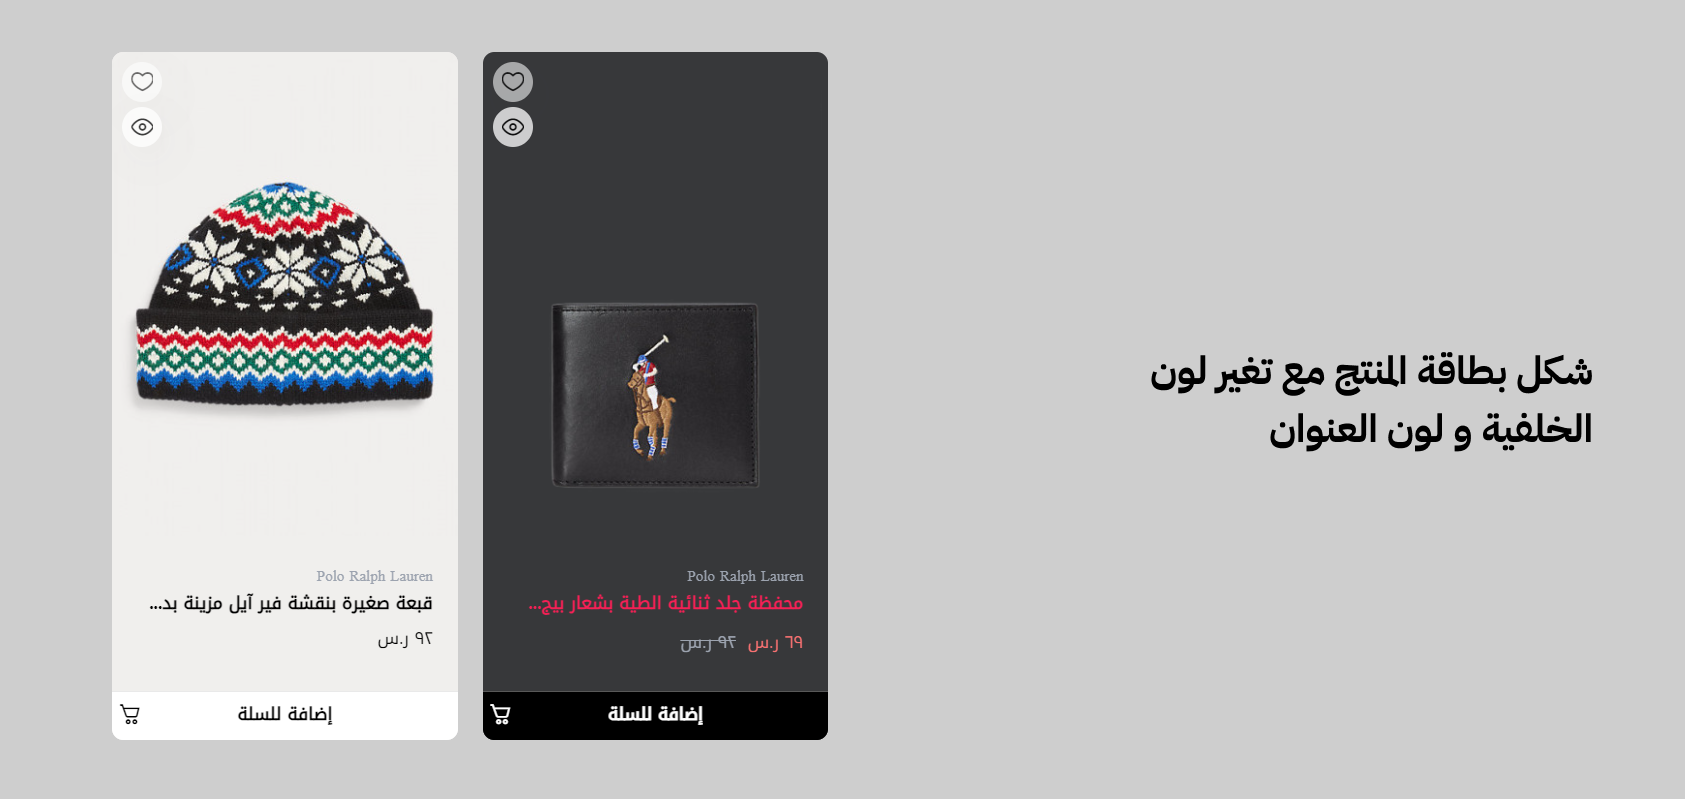 شكل بطاقة المنتج مع تغير لون
الخلفية و لون العنوان
Polo Ralph Lauren
محفظة جلد ثنائية الطية بشعار بيج...
٦٩ ر.س ٩٢ ر.س
إضافة للسلة
Polo Ralph Lauren
قبعة صغيرة بنقشة فير آيل مزينة بد...
٩٢ ر.س
إضافة للسلة